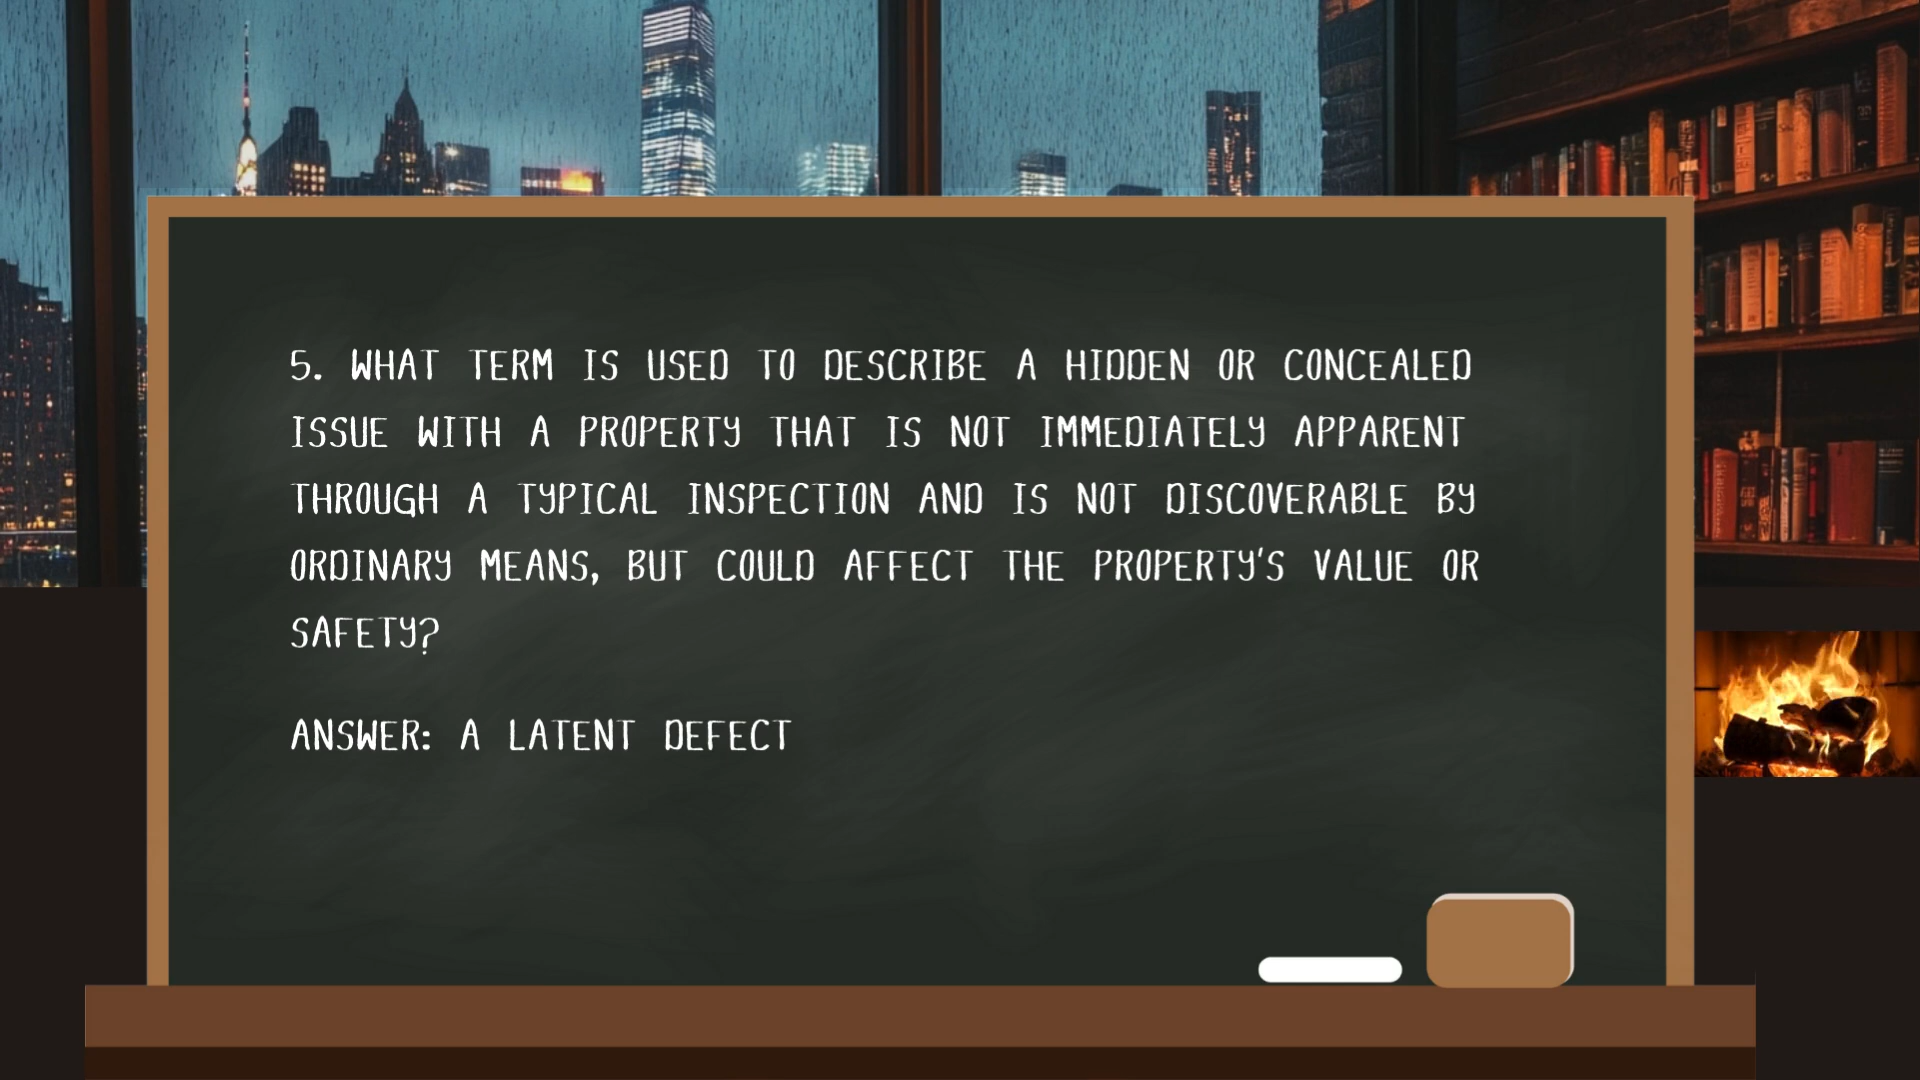 5. WHAT TERM IS USED TO DESCRIBE A HIDDEN OR CONCEALED
ISSUE WITH A PROPERTY THAT IS NOT IMMEDIATELY APPARENT
THROUGH A TYPICAL INSPECTION AND IS NOT DISCOVERABLE BY
ORDINARY MEANS, BUT COULD AFFECT THE PROPERTY'S VALUE OR
SAFETY?
ANSWER: A LATENT DEFECT